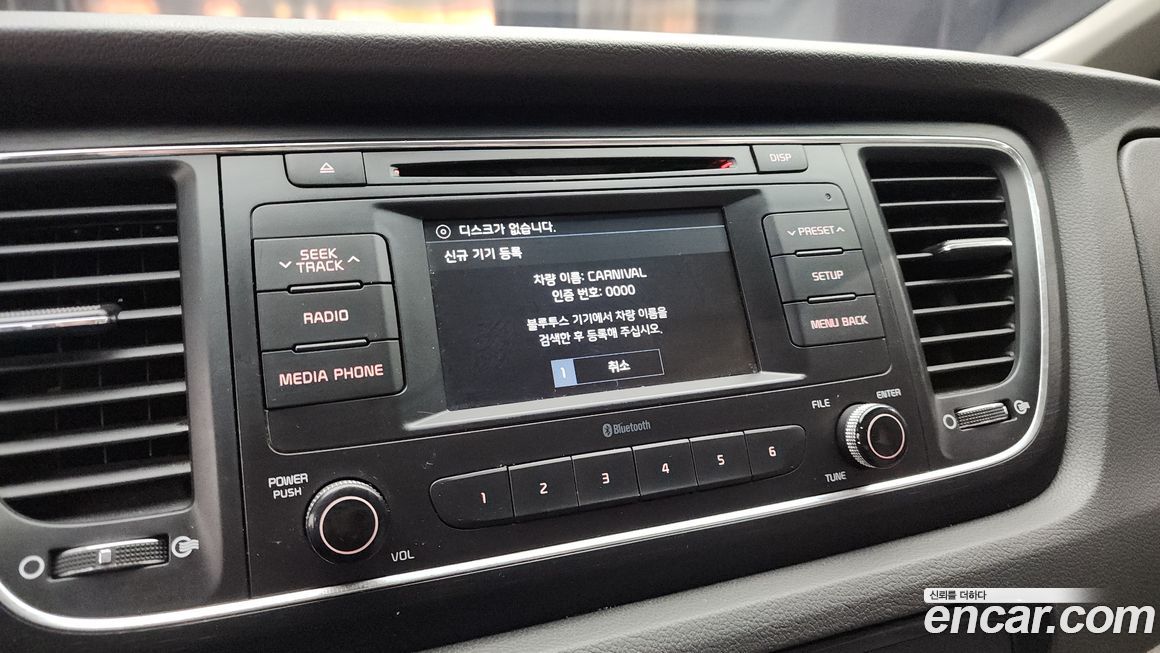 DISP
디스크가 없습니다.
신규 기기 등록
차량 이름: CARNIVAL
인증 번호: 0000
블루투스 기기에서 차량 이름을
검색한 후 등록해 주십시오.
1 취소
SEEK
TRACK
RADIO
MEDIA PHONE
PRESET
SETUP
MENU BACK
Bluetooth
POWER
PUSH
VOL
1 2 3 4 5 6
FILE
ENTER
TUNE
신뢰를 더하다
encar.com